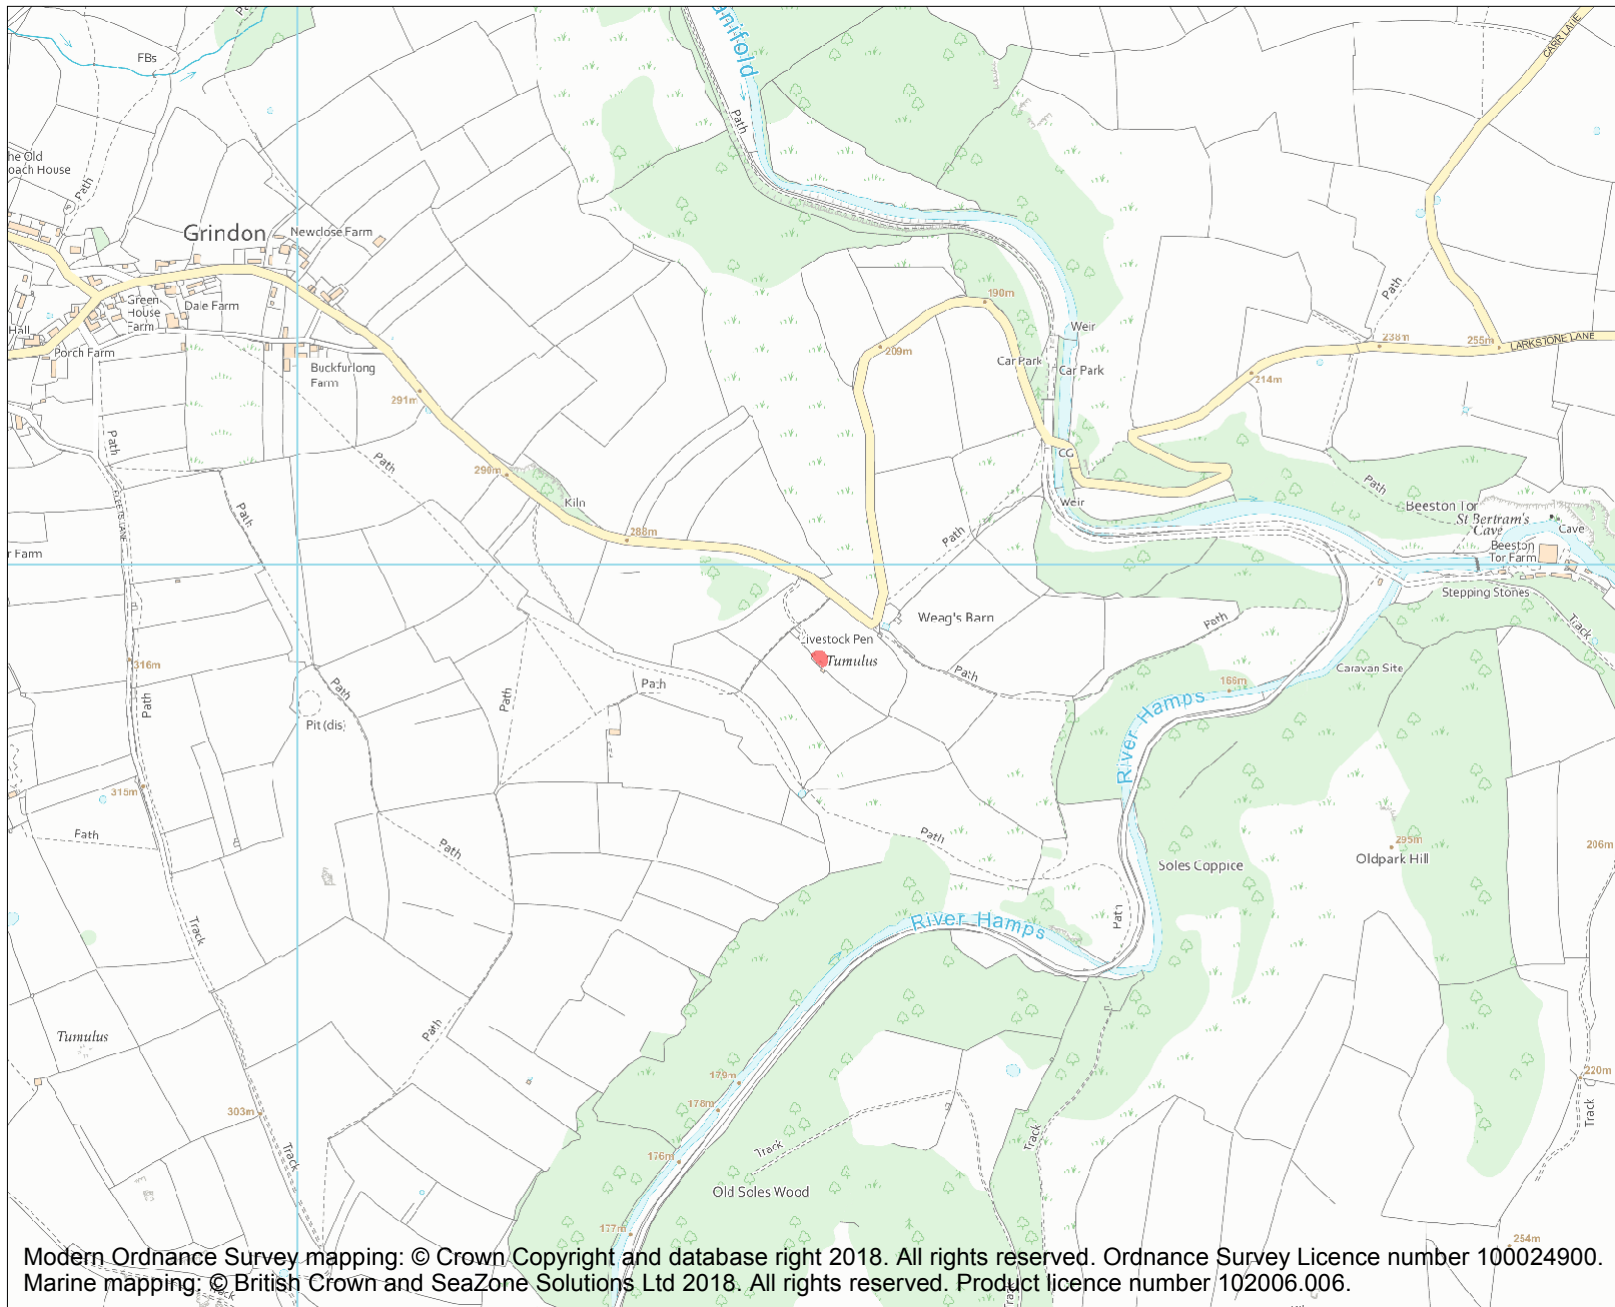 anifold
CARR LANE
FBs
Path
he Old
oach House
Path
Grindon
Newclose Farm
Green
House
Farm
Dale Farm
Hall
Porch Farm
Buckfurlong
Farm
190m
209m
Weir
Car Park
Car Park
Path
238m
255m
LARKSTONE LANE
214m
291m
Path
Path
296m
Kiln
CG
Weir
Path
Path
Beeston Tor
St Bertram's
Cave
Cave
Beeston
Tor Farm
288m
Path
r Farm
Stepping Stones
Weag's Barn
Path
Track
ivestock Pen
Tumulus
316m
Path
Path
Path
Path
Path
Caravan Site
166m
River Hamps
Pit (dis)
315m
Path
Path
Path
295m
Oldpark Hill
206m
Soles Coppice
Path
River Hamps
Track
Path
Tumulus
179m
178m
303m
Track
Track
Track
220m
Track
176m
Old Soles Wood
177m
254m
Modern Ordnance Survey mapping: © Crown Copyright and database right 2018. All rights reserved. Ordnance Survey Licence number 100024900.
Marine mapping: © British Crown and SeaZone Solutions Ltd 2018. All rights reserved. Product licence number 102006.006.
Track
Track